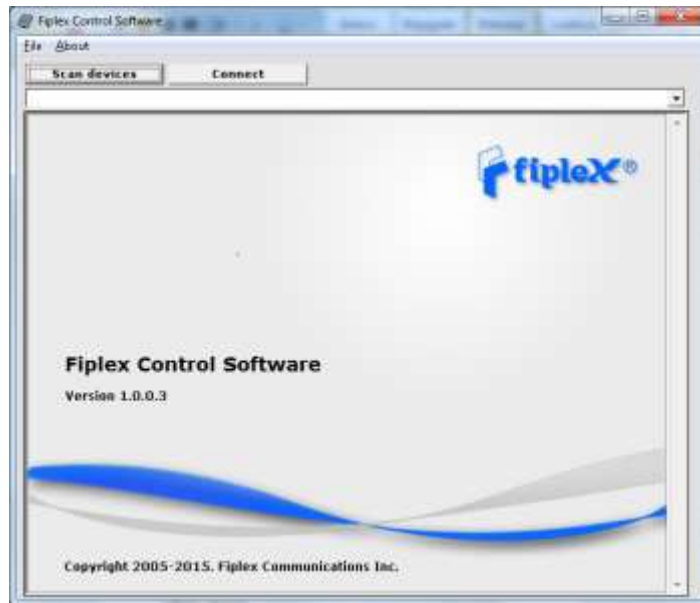 Fiplex Control Software
File About
Scan devices Connect
fipleX®
Fiplex Control Software
Version 1.0.0.3
Copyright 2005-2015, Fiplex Communications Inc.